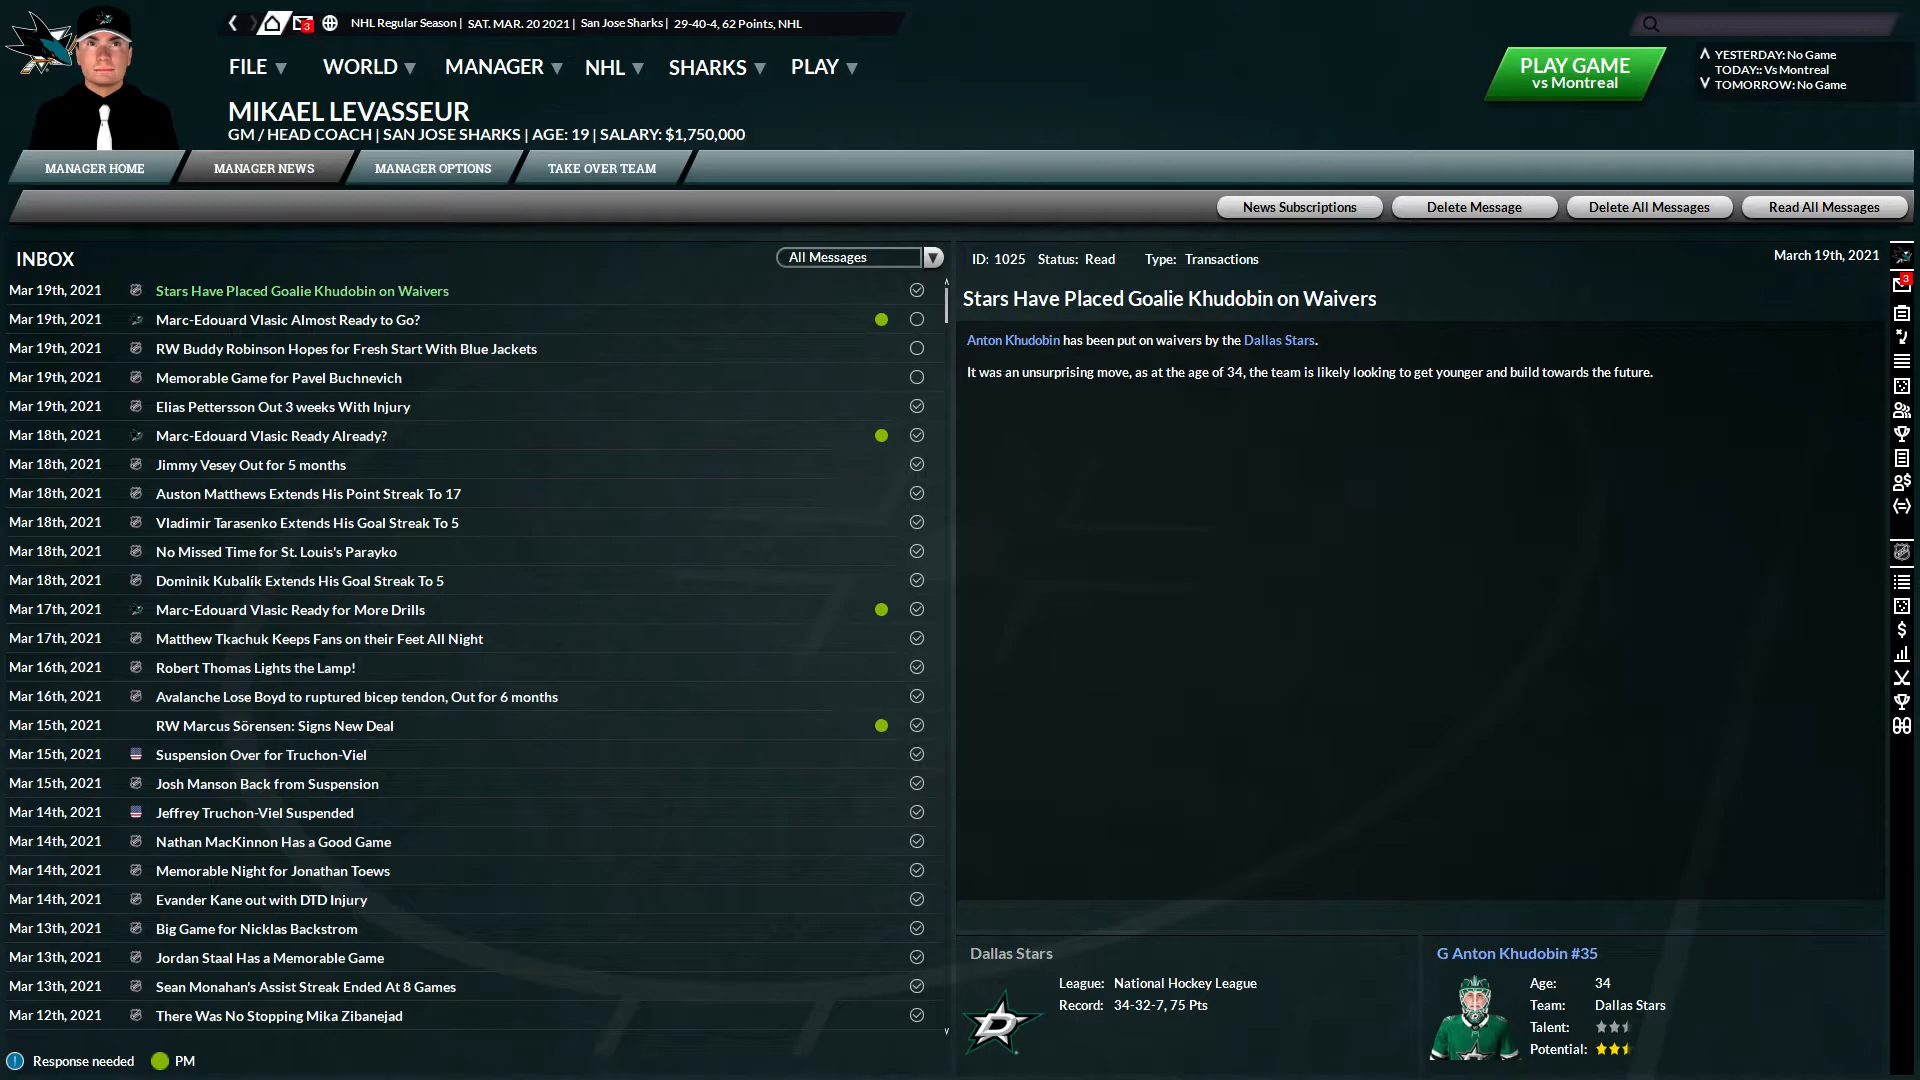 3
NHL Regular Season | SAT. MAR. 20 2021 | San Jose Sharks | 29-40-4, 62 Points, NHL
FILE WORLD MANAGER NHL SHARKS PLAY
MIKAEL LEVASSEUR
GM / HEAD COACH | SAN JOSE SHARKS | AGE: 19 | SALARY: $1,750,000
PLAY GAME
vs Montreal
YESTERDAY: No Game
TODAY:: Vs Montreal
TOMORROW: No Game
MANAGER HOME MANAGER NEWS MANAGER OPTIONS TAKE OVER TEAM
News Subscriptions Delete Message Delete All Messages Read All Messages
INBOX All Messages
Mar 19th, 2021 Stars Have Placed Goalie Khudobin on Waivers
Mar 19th, 2021 Marc-Edouard Vlasic Almost Ready to Go?
Mar 19th, 2021 RW Buddy Robinson Hopes for Fresh Start With Blue Jackets
Mar 19th, 2021 Memorable Game for Pavel Buchnevich
Mar 19th, 2021 Elias Pettersson Out 3 weeks With Injury
Mar 18th, 2021 Marc-Edouard Vlasic Ready Already?
Mar 18th, 2021 Jimmy Vesey Out for 5 months
Mar 18th, 2021 Auston Matthews Extends His Point Streak To 17
Mar 18th, 2021 Vladimir Tarasenko Extends His Goal Streak To 5
Mar 18th, 2021 No Missed Time for St. Louis's Parayko
Mar 18th, 2021 Dominik Kubalík Extends His Goal Streak To 5
Mar 17th, 2021 Marc-Edouard Vlasic Ready for More Drills
Mar 17th, 2021 Matthew Tkachuk Keeps Fans on their Feet All Night
Mar 16th, 2021 Robert Thomas Lights the Lamp!
Mar 16th, 2021 Avalanche Lose Boyd to ruptured bicep tendon, Out for 6 months
Mar 15th, 2021 RW Marcus Sörensen: Signs New Deal
Mar 15th, 2021 Suspension Over for Truchon-Viel
Mar 15th, 2021 Josh Manson Back from Suspension
Mar 14th, 2021 Jeffrey Truchon-Viel Suspended
Mar 14th, 2021 Nathan MacKinnon Has a Good Game
Mar 14th, 2021 Memorable Night for Jonathan Toews
Mar 14th, 2021 Evander Kane out with DTD Injury
Mar 13th, 2021 Big Game for Nicklas Backstrom
Mar 13th, 2021 Jordan Staal Has a Memorable Game
Mar 13th, 2021 Sean Monahan's Assist Streak Ended At 8 Games
Mar 12th, 2021 There Was No Stopping Mika Zibanejad
Response needed PM
ID: 1025 Status: Read Type: Transactions March 19th, 2021
Stars Have Placed Goalie Khudobin on Waivers
Anton Khudobin has been put on waivers by the Dallas Stars.
It was an unsurprising move, as at the age of 34, the team is likely looking to get younger and build towards the future.
Dallas Stars
League: National Hockey League
Record: 34-32-7, 75 Pts
G Anton Khudobin #35
Age: 34
Team: Dallas Stars
Talent:
Potential:
3